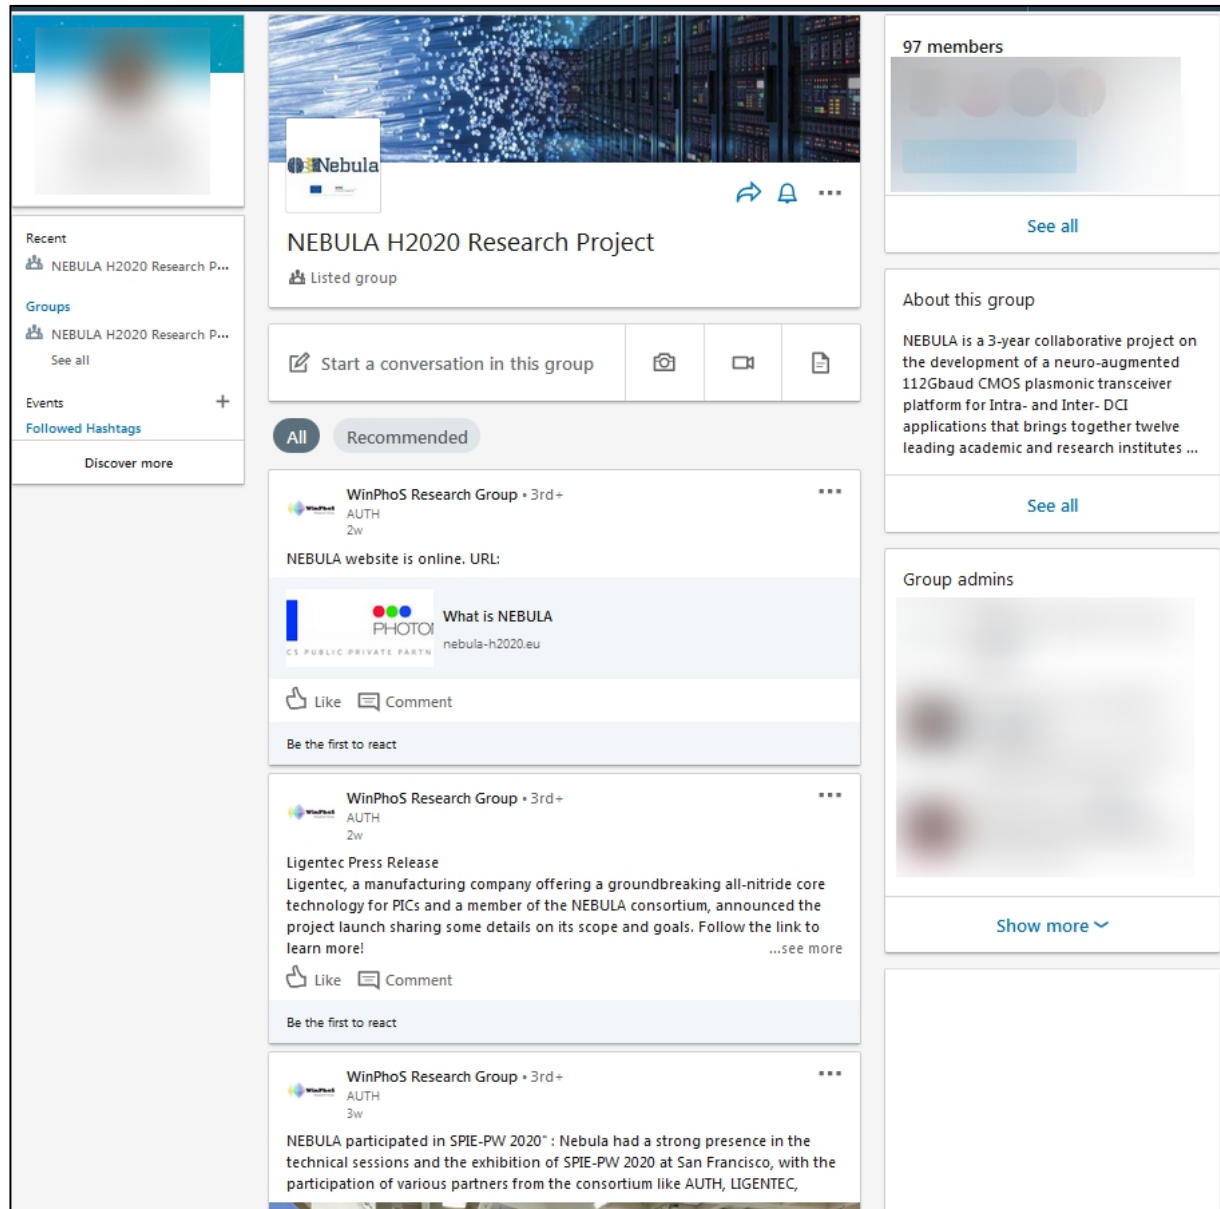 Recent
NEBULA H2020 Research P...
Groups
NEBULA H2020 Research P...
See all
Events +
Followed Hashtags
Discover more
Nebula
NEBULA H2020 Research Project
Listed group
Start a conversation in this group
All Recommended
WinPhoS Research Group • 3rd+
AUTH
2w
NEBULA website is online. URL:
PHOTO
CS PUBLIC PRIVATE PARTN
What is NEBULA
nebula-h2020.eu
Like Comment
Be the first to react
WinPhoS Research Group • 3rd+
AUTH
2w
Ligentec Press Release
Ligentec, a manufacturing company offering a groundbreaking all-nitride core
technology for PICs and a member of the NEBULA consortium, announced the
project launch sharing some details on its scope and goals. Follow the link to
learn more! ...see more
Like Comment
Be the first to react
WinPhoS Research Group • 3rd+
AUTH
3w
NEBULA participated in SPIE-PW 2020" : Nebula had a strong presence in the
technical sessions and the exhibition of SPIE-PW 2020 at San Francisco, with the
participation of various partners from the consortium like AUTH, LIGENTEC,
97 members
See all
About this group
NEBULA is a 3-year collaborative project on
the development of a neuro-augmented
112Gbaud CMOS plasmonic transceiver
platform for Intra- and Inter- DCI
applications that brings together twelve
leading academic and research institutes ...
See all
Group admins
Show more